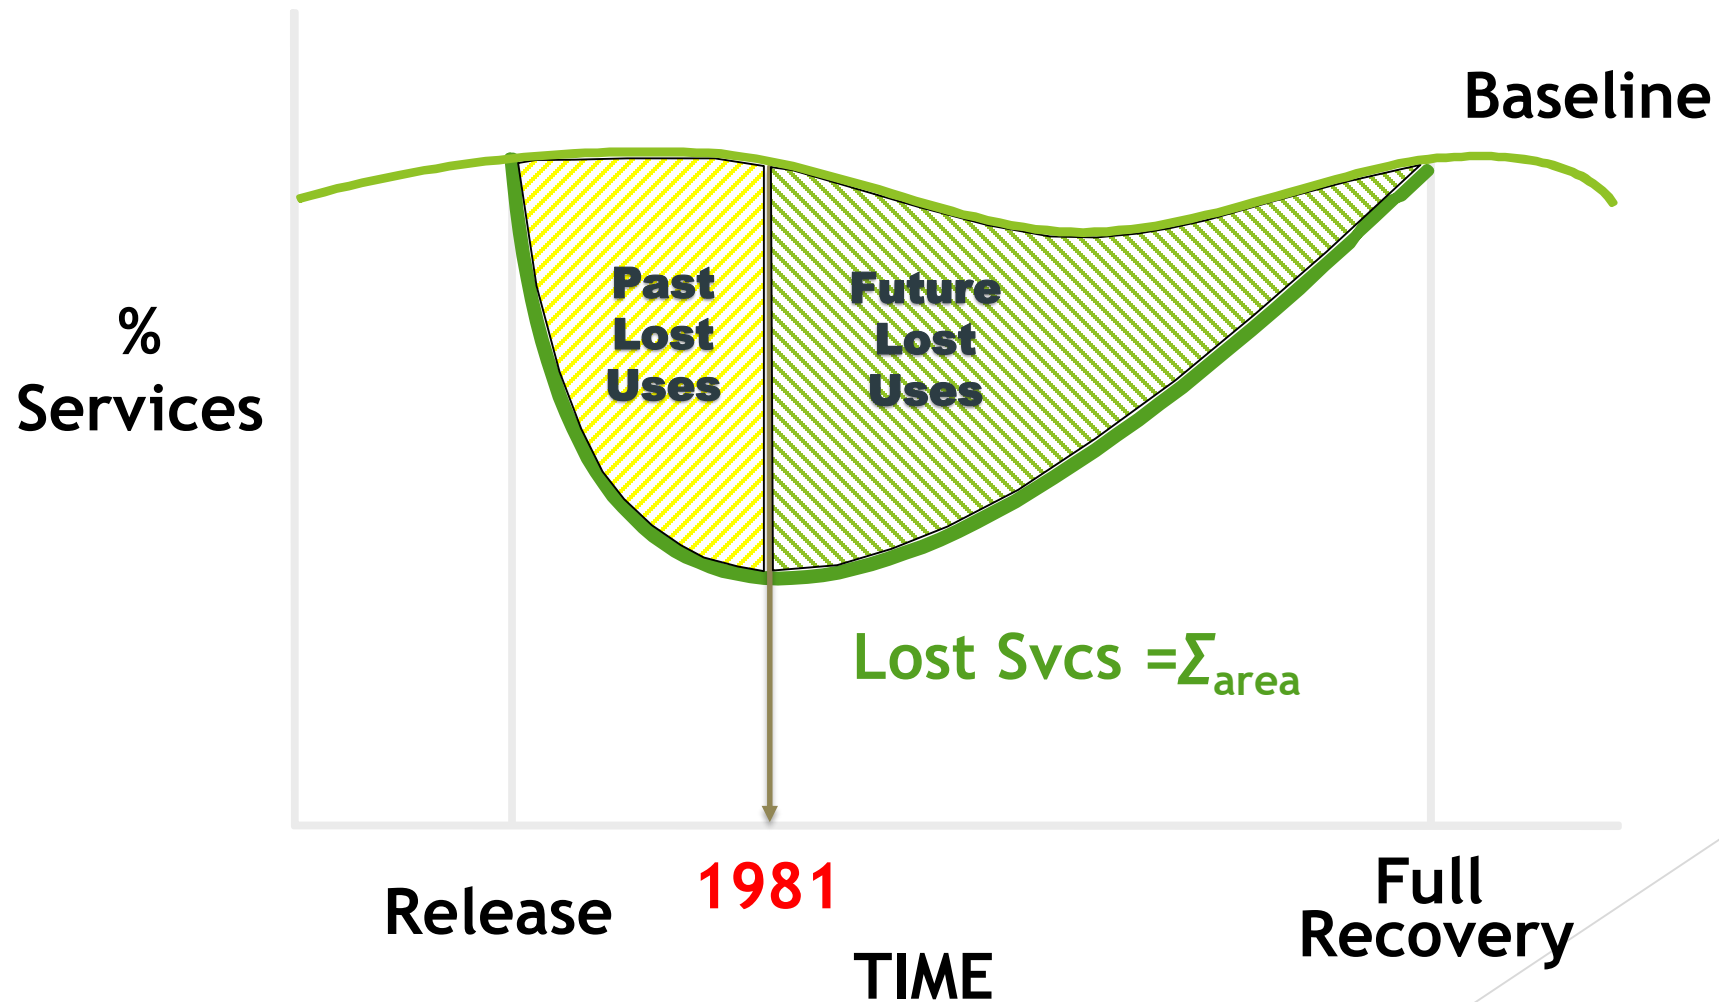 Baseline
%
Services
Past
Lost
Uses
Future
Lost
Uses
Lost Svcs =Σarea
Release
1981
Full
Recovery
TIME